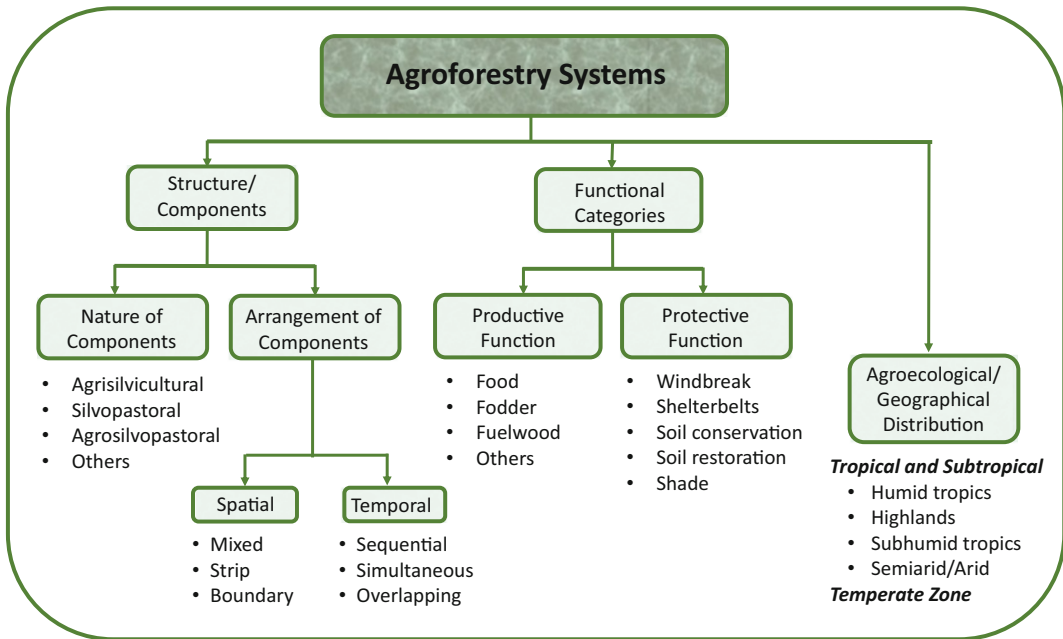 Agroforestry Systems
Structure/
Components
Functional
Categories
Nature of
Components
Arrangement of
Components
Productive
Function
Protective
Function
Agroecological/
Geographical
Distribution
• Agrisilvicultural
• Silvopastoral
• Agrosilvopastoral
• Others
• Food
• Fodder
• Fuelwood
• Others
• Windbreak
• Shelterbelts
• Soil conservation
• Soil restoration
• Shade
Tropical and Subtropical
• Humid tropics
• Highlands
• Subhumid tropics
• Semiarid/Arid
Temperate Zone
Spatial
• Mixed
• Strip
• Boundary
Temporal
• Sequential
• Simultaneous
• Overlapping